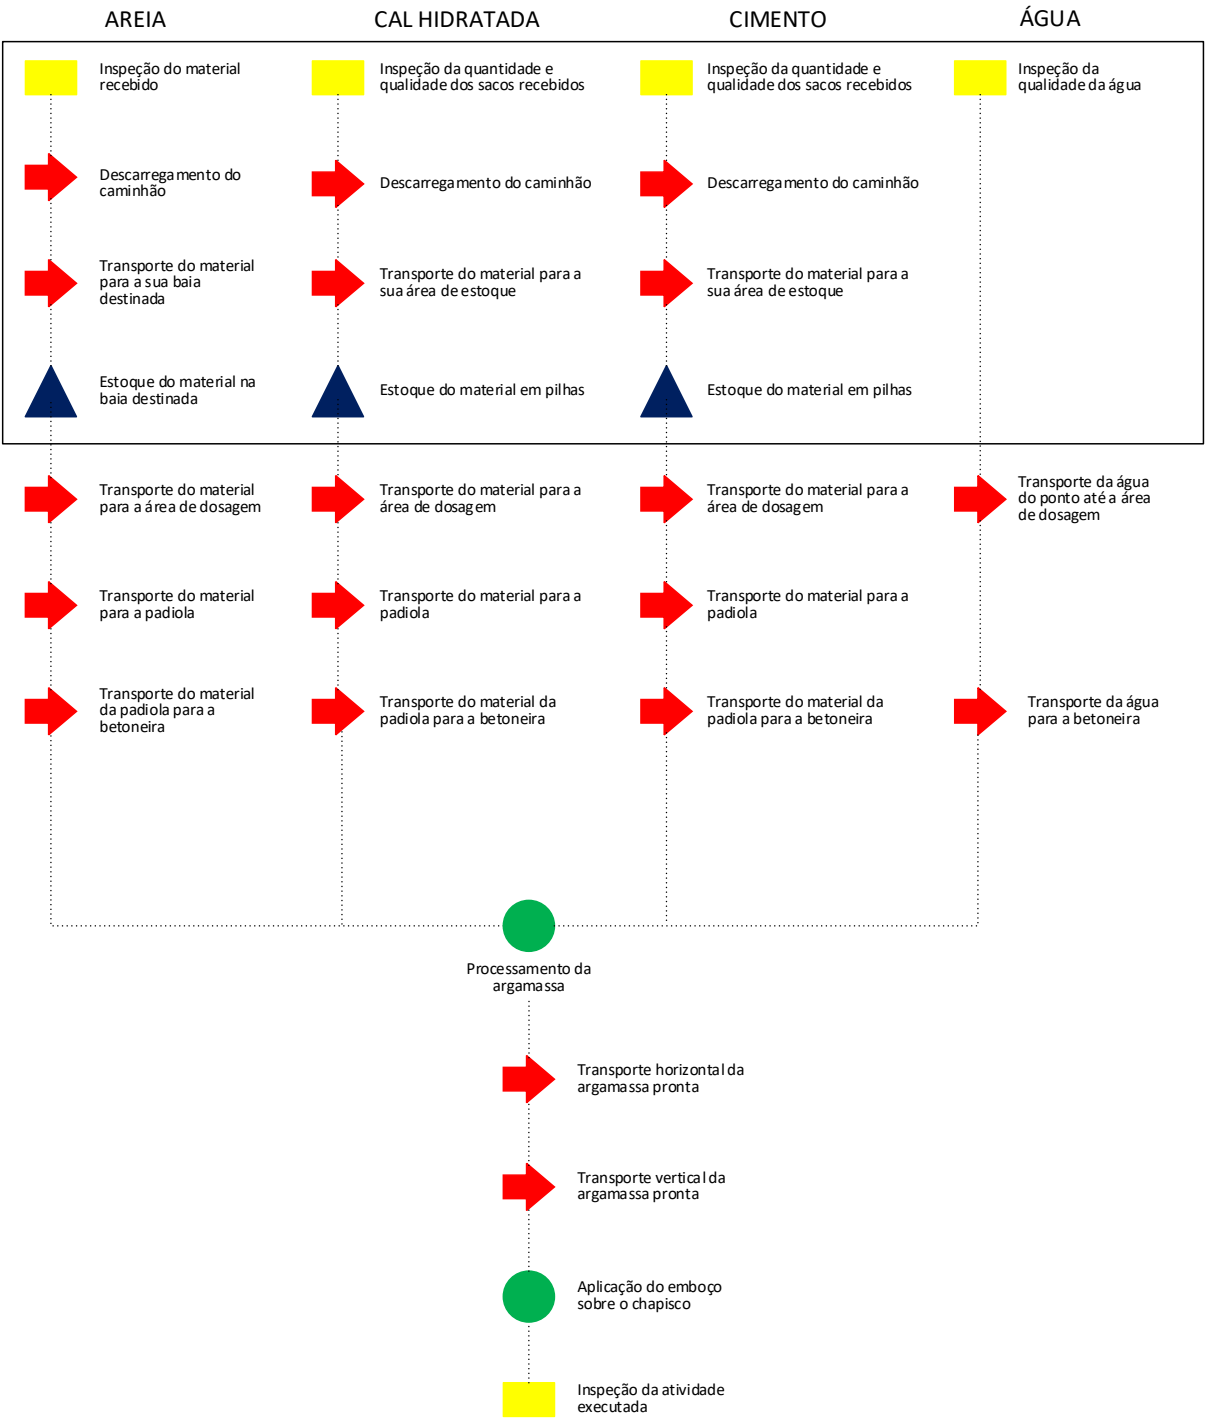 AREIA
CAL HIDRATADA
CIMENTO
ÁGUA
Inspeção do material
recebido
Inspeção da quantidade e
qualidade dos sacos recebidos
Inspeção da quantidade e
qualidade dos sacos recebidos
Inspeção da
qualidade da água
Descarregamento do
caminhão
Descarregamento do caminhão
Descarregamento do caminhão
Transporte do material
para a sua baia
destinada
Transporte do material para a
sua área de estoque
Transporte do material para a
sua área de estoque
Estoque do material na
baia destinada
Estoque do material em pilhas
Estoque do material em pilhas
Transporte do material
para a área de dosagem
Transporte do material para a
área de dosagem
Transporte do material para a
área de dosagem
Transporte da água
do ponto até a área
de dosagem
Transporte do material
para a padiola
Transporte do material para a
padiola
Transporte do material para a
padiola
Transporte do material
da padiola para a
betoneira
Transporte do material da
padiola para a betoneira
Transporte do material da
padiola para a betoneira
Transporte da água
para a betoneira
Processamento da
argamassa
Transporte horizontal da
argamassa pronta
Transporte vertical da
argamassa pronta
Aplicação do emboço
sobre o chapisco
Inspeção da atividade
executada